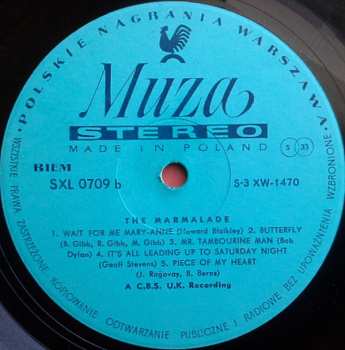 • POLSKIE NAGRANIA WARSZAWA •
Muza
STEREO
MADE IN POLAND
S 33
BIEM
SXL 0709 b
S-3 XW-1470
THE MARMALADE
1. WAIT FOR ME MARY-ANNE (Howard Blaikley) 2. BUTTERFLY
(B. Gibb, R. Gibb, M. Gibb) 3. MR. TAMBOURINE MAN (Bob
Dylan) 4. IT'S ALL LEADING UP TO SATURDAY NIGHT
(Geoff Stevens) 5. PIECE OF MY HEART
(J. Ragovay, B. Berns)
A C.B.S. U.K. Recording
WSZYSTKIE PRAWA ZASTRZEŻONE. KOPIOWANIE ODTWARZANIE PUBLICZNE I RADIOWE BEZ UPOWAŻNIENIA WZBRONIONE